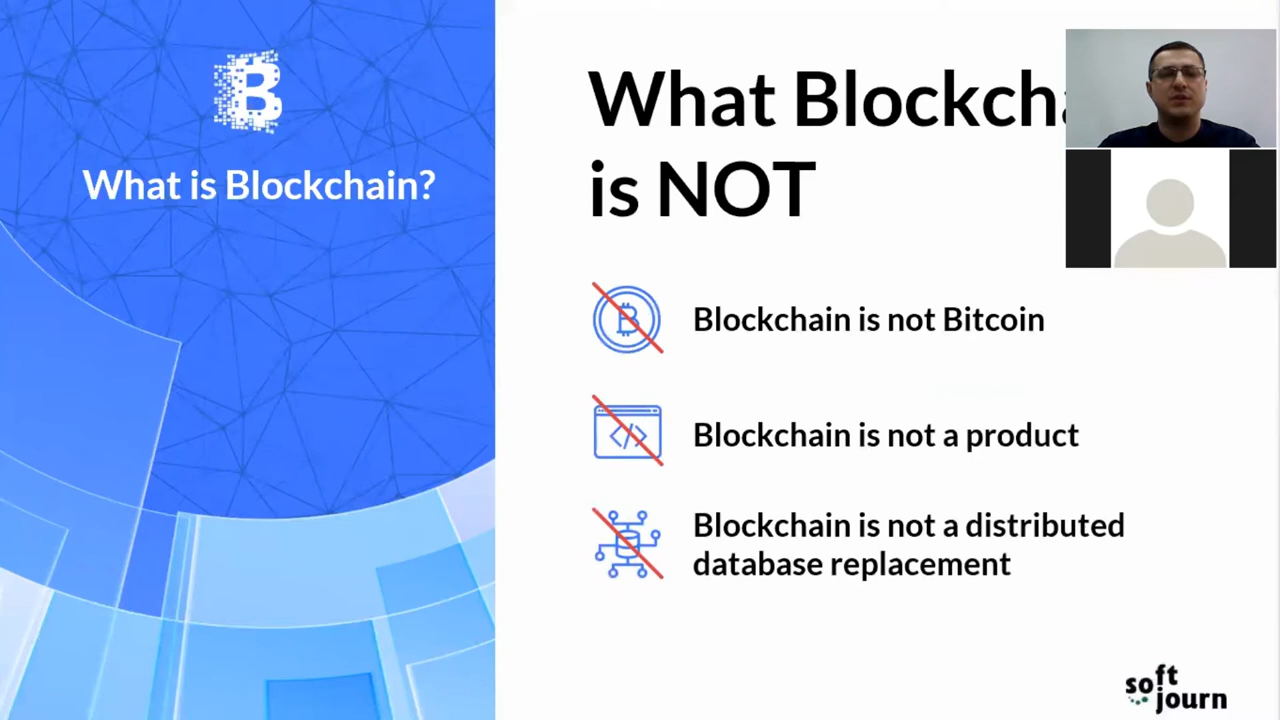 What is Blockchain?
What Blockcha
is NOT
Blockchain is not Bitcoin
Blockchain is not a product
Blockchain is not a distributed
database replacement
soft
journ